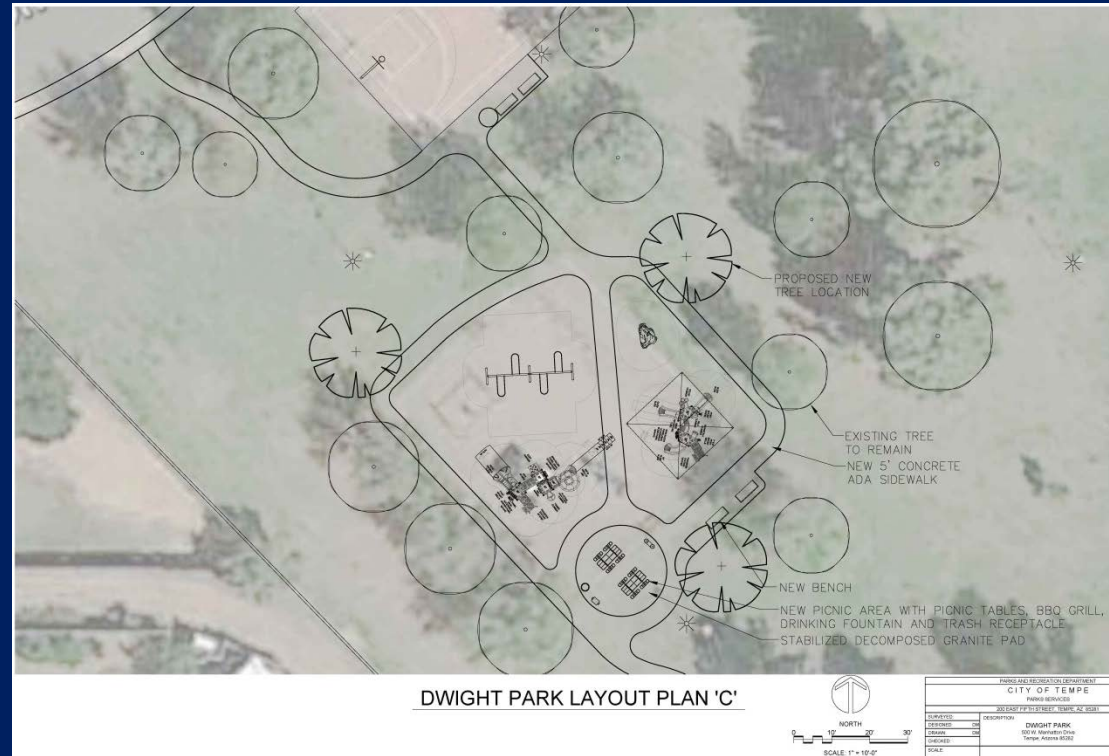 PROPOSED NEW
TREE LOCATION
EXISTING TREE
TO REMAIN
NEW 5' CONCRETE
ADA SIDEWALK
NEW BENCH
NEW PICNIC AREA WITH PICNIC TABLES, BBQ GRILL,
DRINKING FOUNTAIN AND TRASH RECEPTACLE
STABILIZED DECOMPOSED GRANITE PAD
DWIGHT PARK LAYOUT PLAN 'C'
NORTH
0 10' 20' 30'
SCALE: 1" = 10'-0"
PARKS AND RECREATION DEPARTMENT
CITY OF TEMPE
PARKS SERVICES
200 EAST FIFTH STREET, TEMPE, AZ 85281
SURVEYED
DESIGNED
DRAWN
CHECKED
SCALE
DESCRIPTION
DWIGHT PARK
500 W. Manhatton Drive
Tempe, Arizona 85282